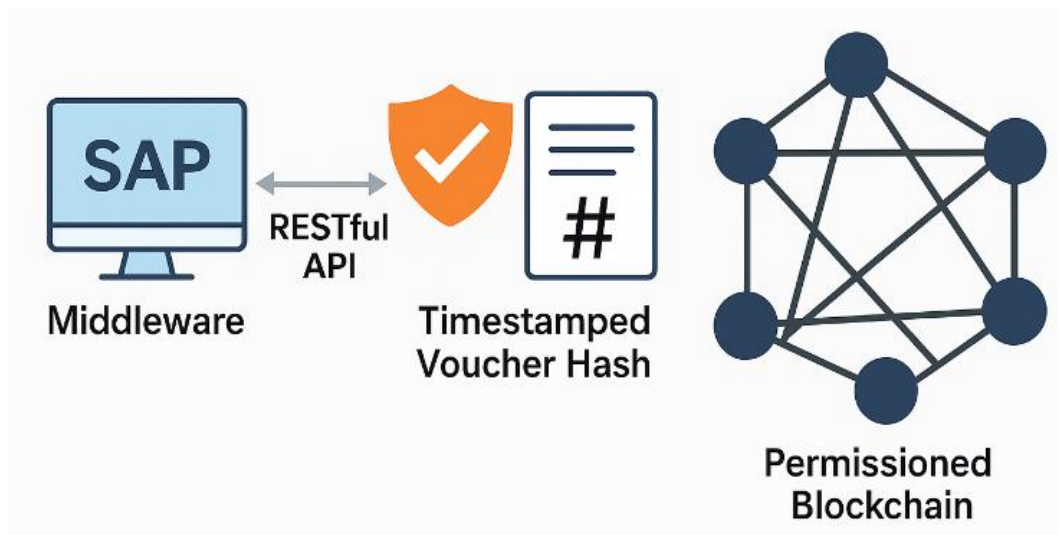 SAP
RESTful
API
Middleware
#
Timestamped
Voucher Hash
Permissioned
Blockchain